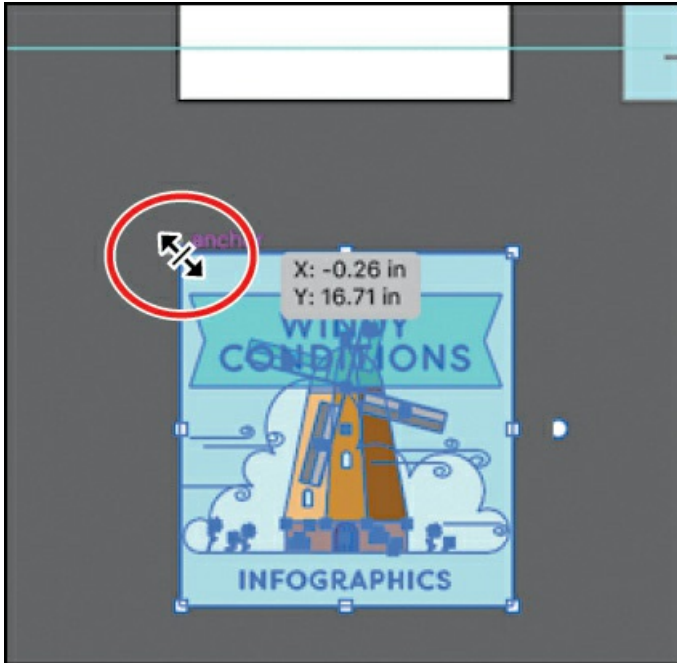 anchor
X: -0.26 in
Y: 16.71 in
WINDY
CONDITIONS
INFOGRAPHICS